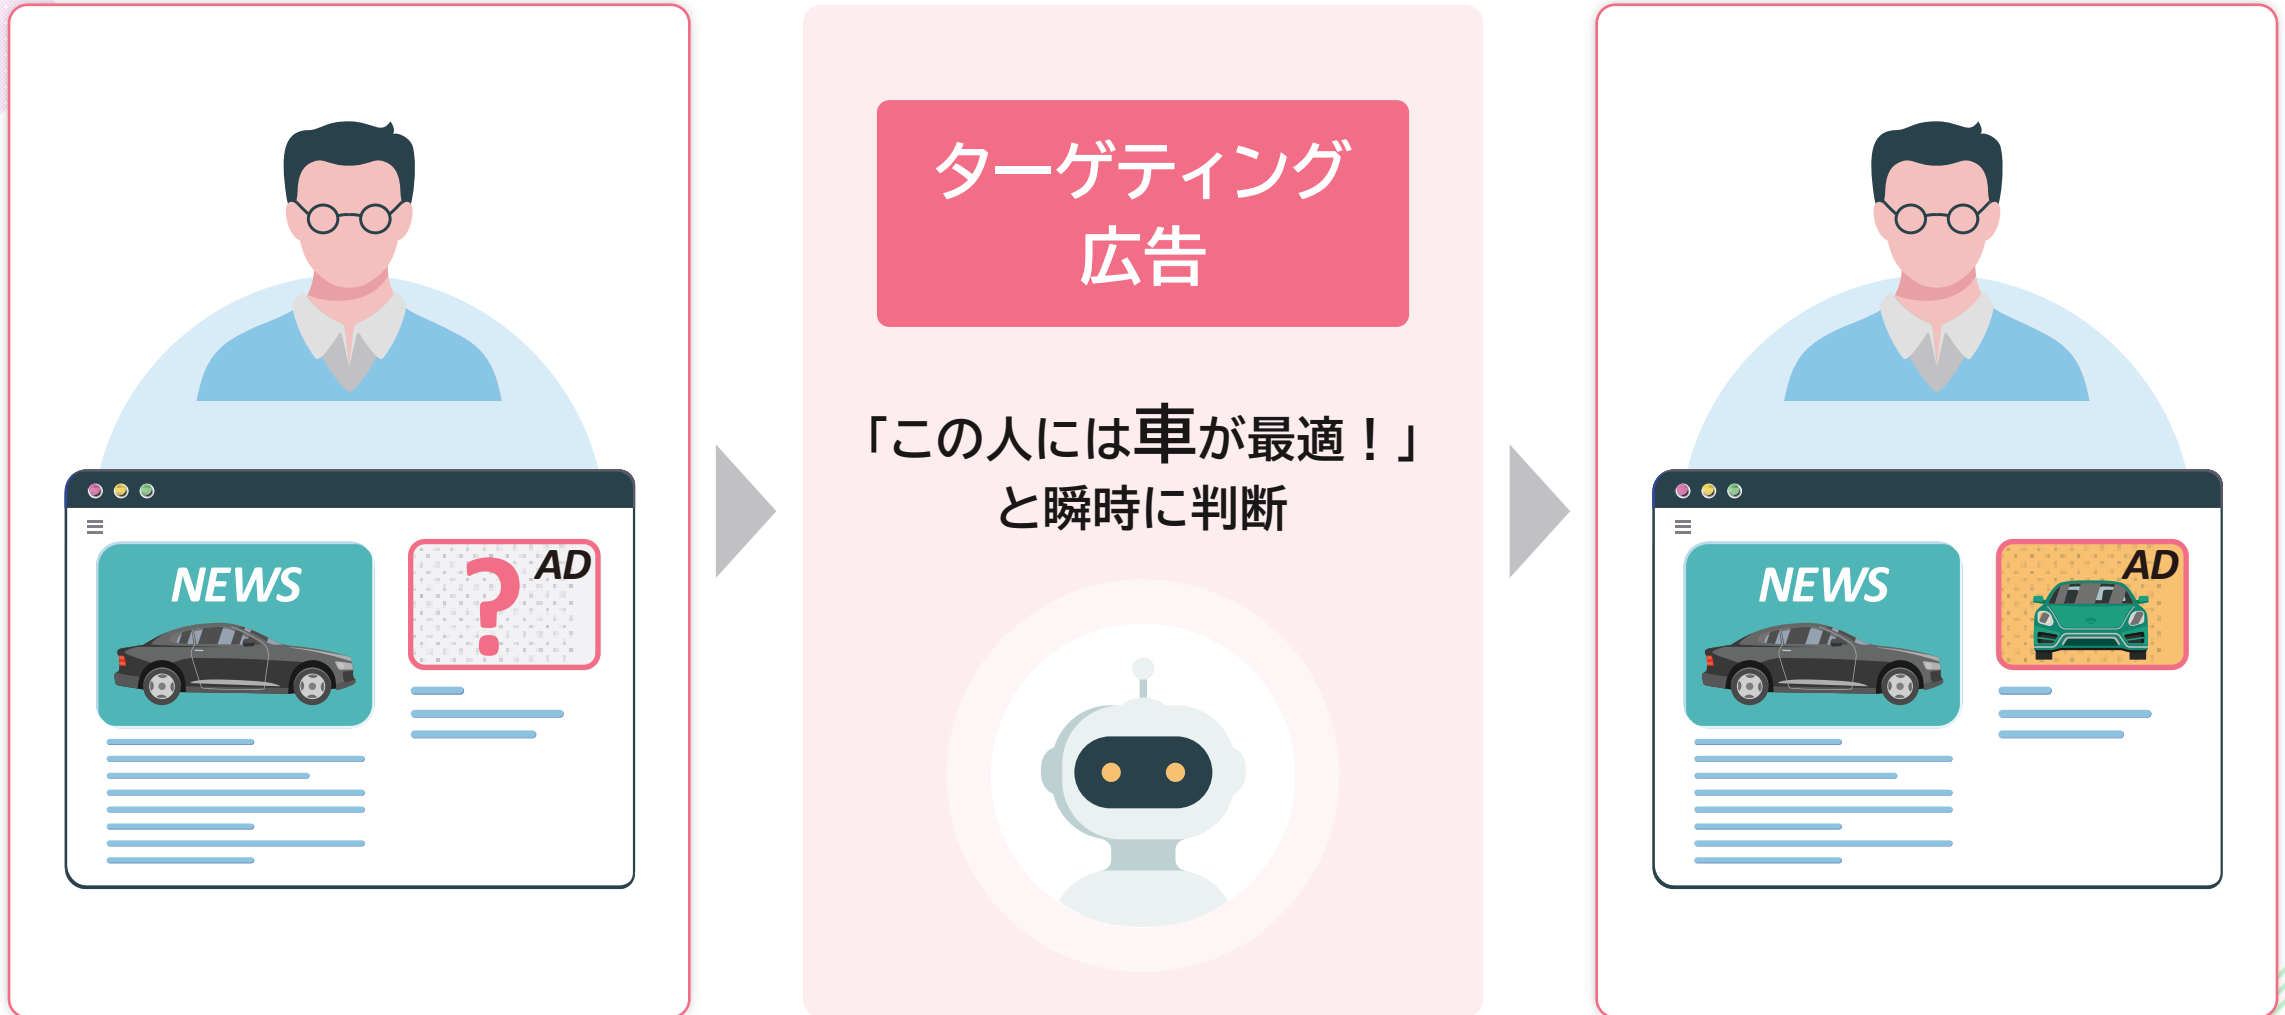 NEWS
AD
?
ターゲティング
広告
「この人には車が最適！」
と瞬時に判断
NEWS
AD